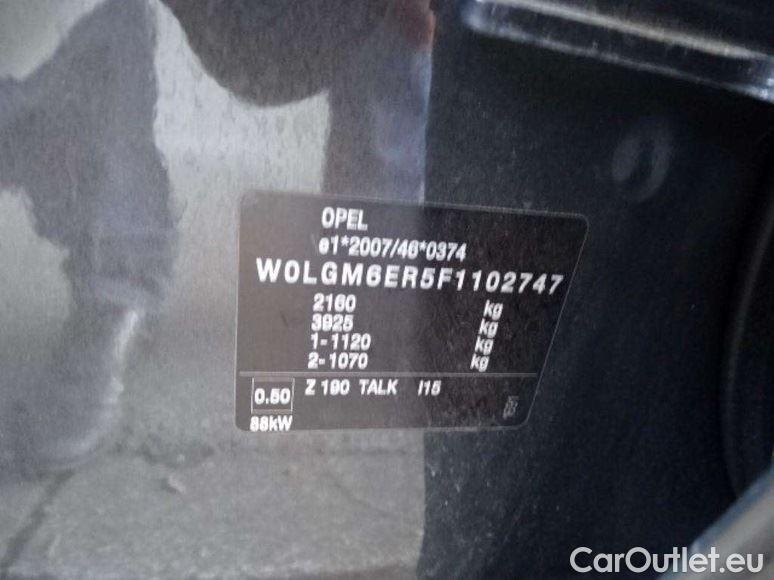 OPEL
e1*2007/46*0374
W0LGM6ER5F1102747
2160 kg
3925 kg
1-1120 kg
2-1070 kg
0.50 Z 190 TALK /15
88kW
CarOutlet.eu